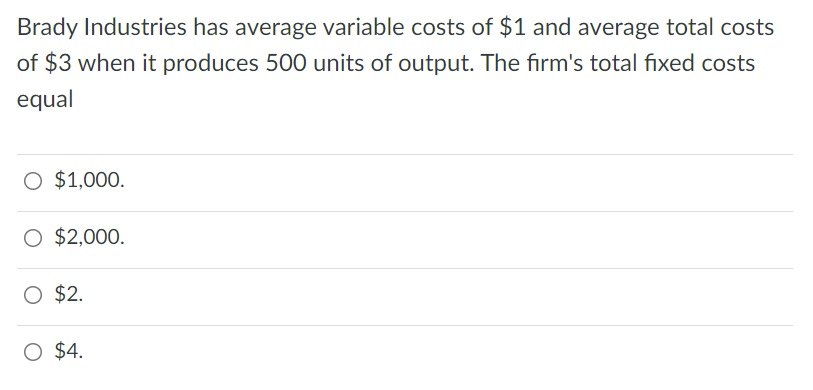 Brady Industries has average variable costs of $1 and average total costs
of $3 when it produces 500 units of output. The firm's total fixed costs
equal
$1,000.
$2,000.
$2.
$4.